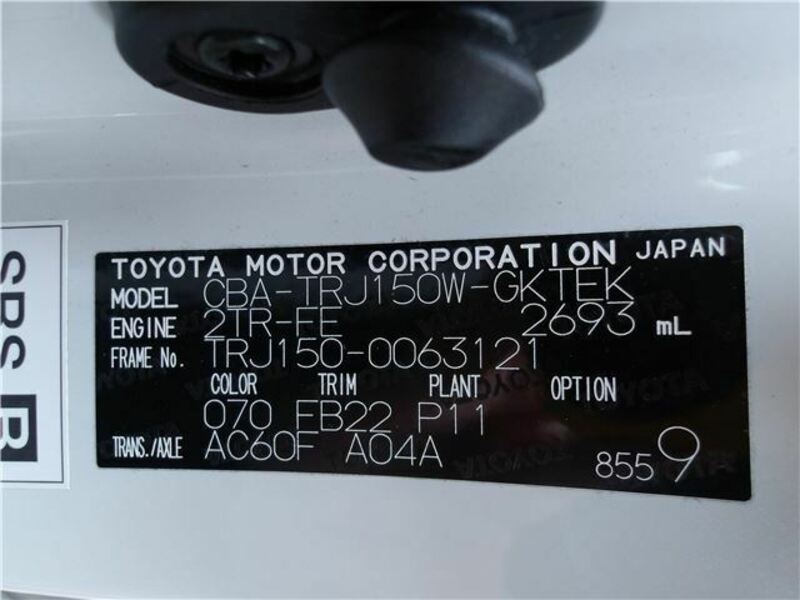 SRS B
TOYOTA MOTOR CORPORATION JAPAN
MODEL CBA-TRJ150W-GKTEK
ENGINE 2TR-FE 2693 mL
FRAME No. TRJ150-0063121
COLOR TRIM PLANT OPTION
070 FB22 P11
TRANS./AXLE AC60F A04A
8559